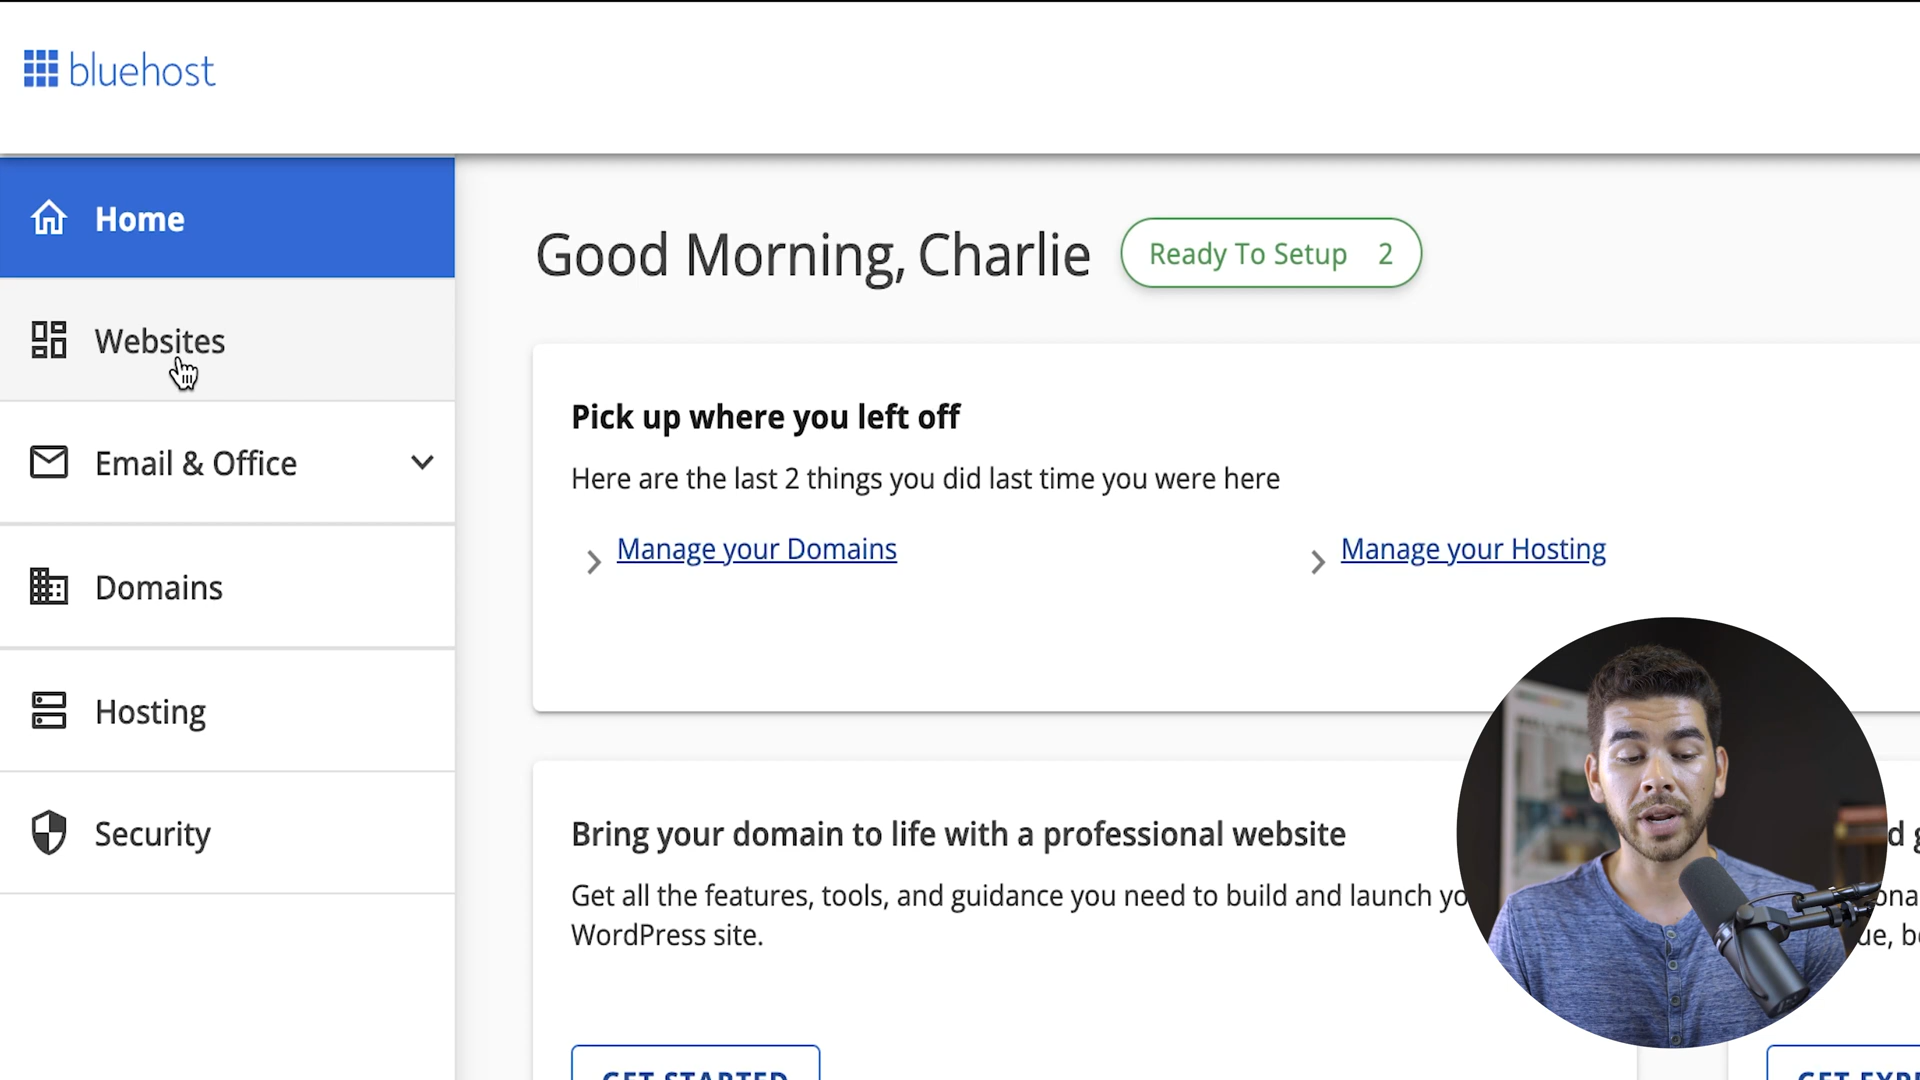 bluehost
Home
Websites
Email & Office
Domains
Hosting
Security
Good Morning, Charlie
Ready To Setup 2
Pick up where you left off
Here are the last 2 things you did last time you were here
Manage your Domains
Manage your Hosting
Bring your domain to life with a professional website
Get all the features, tools, and guidance you need to build and launch
WordPress site.
GET STARTED
GET